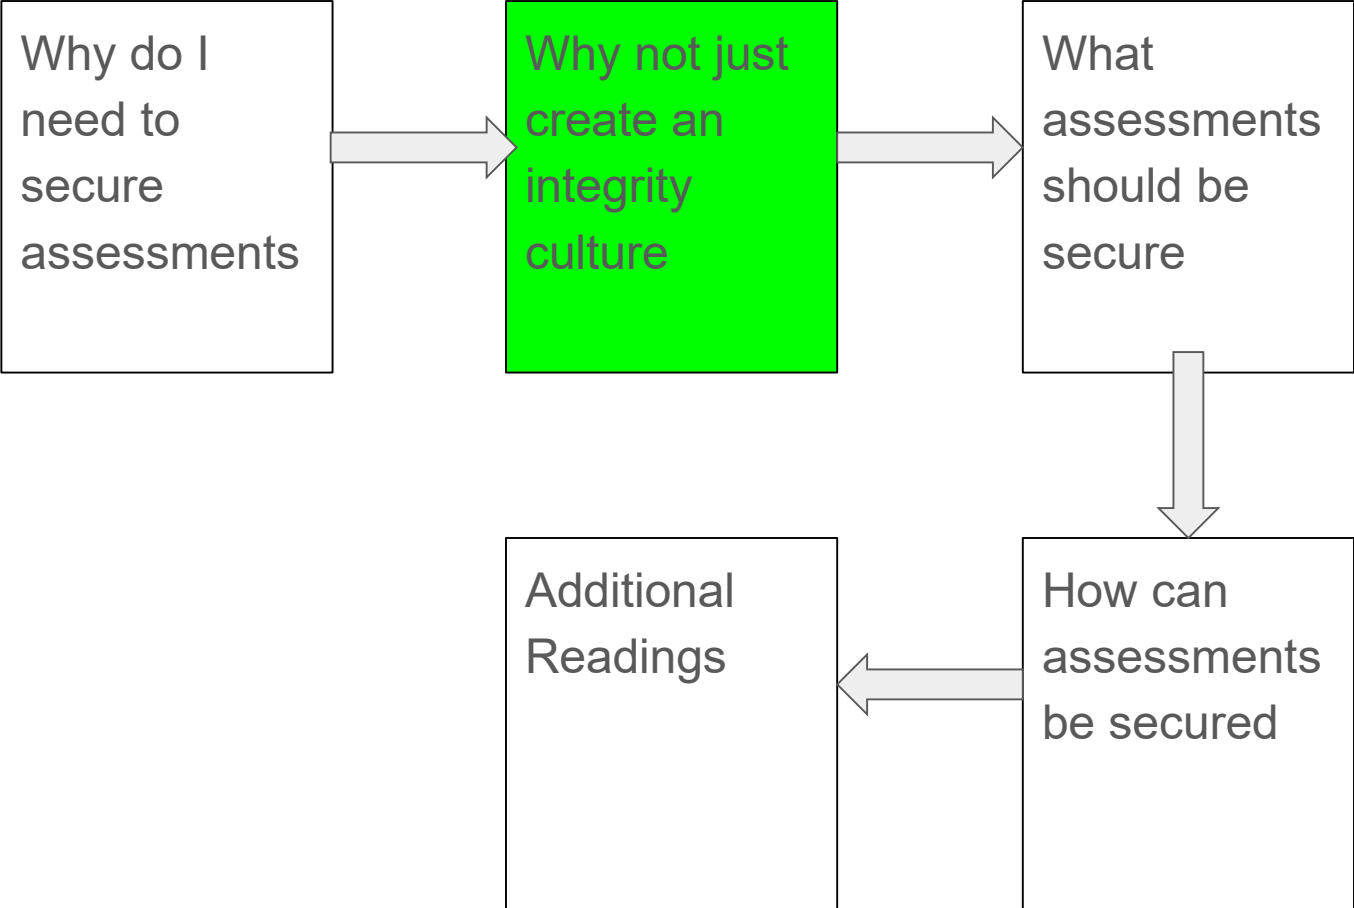 Why do I
need to
secure
assessments
Why not just
create an
integrity
culture
What
assessments
should be
secure
How can
assessments
be secured
Additional
Readings